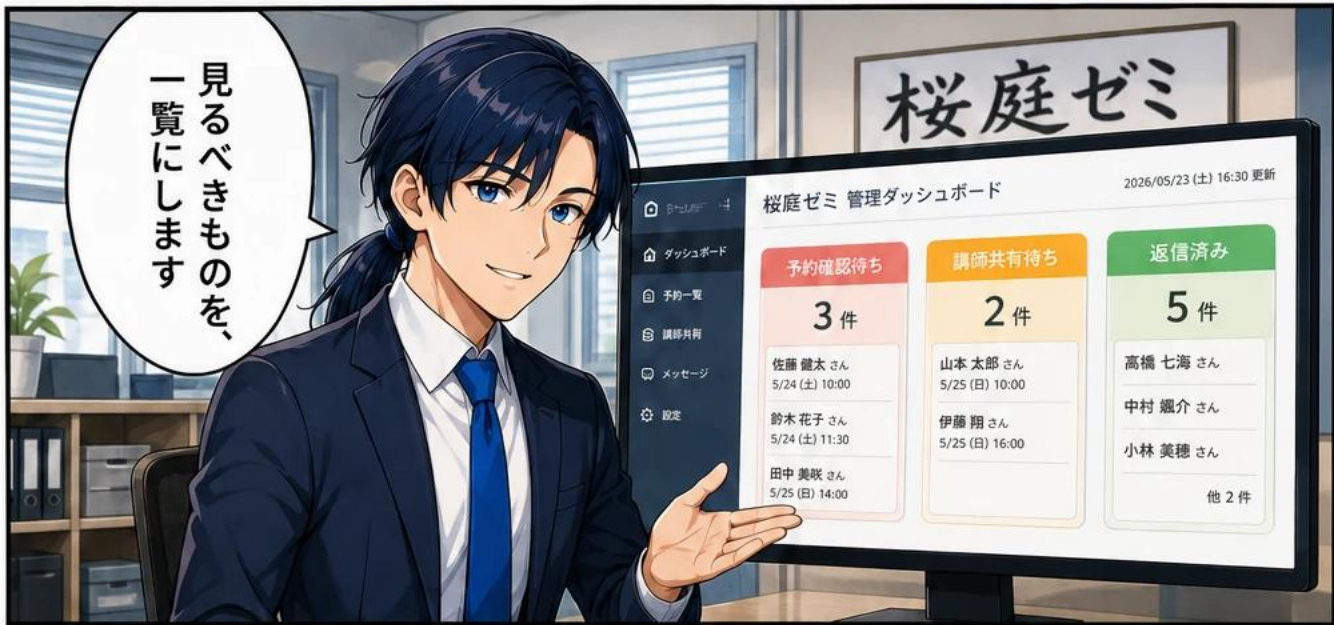 見るべきものを、
一覧にします
桜庭ゼミ
桜庭ゼミ 管理ダッシュボード
2026/05/23 (土) 16:30 更新
ダッシュボード
予約一覧
講師共有
メッセージ
設定
予約確認待ち
3 件
佐藤 健太 さん
5/24 (土) 10:00
鈴木 花子 さん
5/24 (土) 11:30
田中 美咲 さん
5/25 (日) 14:00
講師共有待ち
2 件
山本 太郎 さん
5/25 (日) 10:00
伊藤 翔 さん
5/25 (日) 16:00
返信済み
5 件
高橋 七海 さん
中村 颯介 さん
小林 美穂 さん
他 2 件